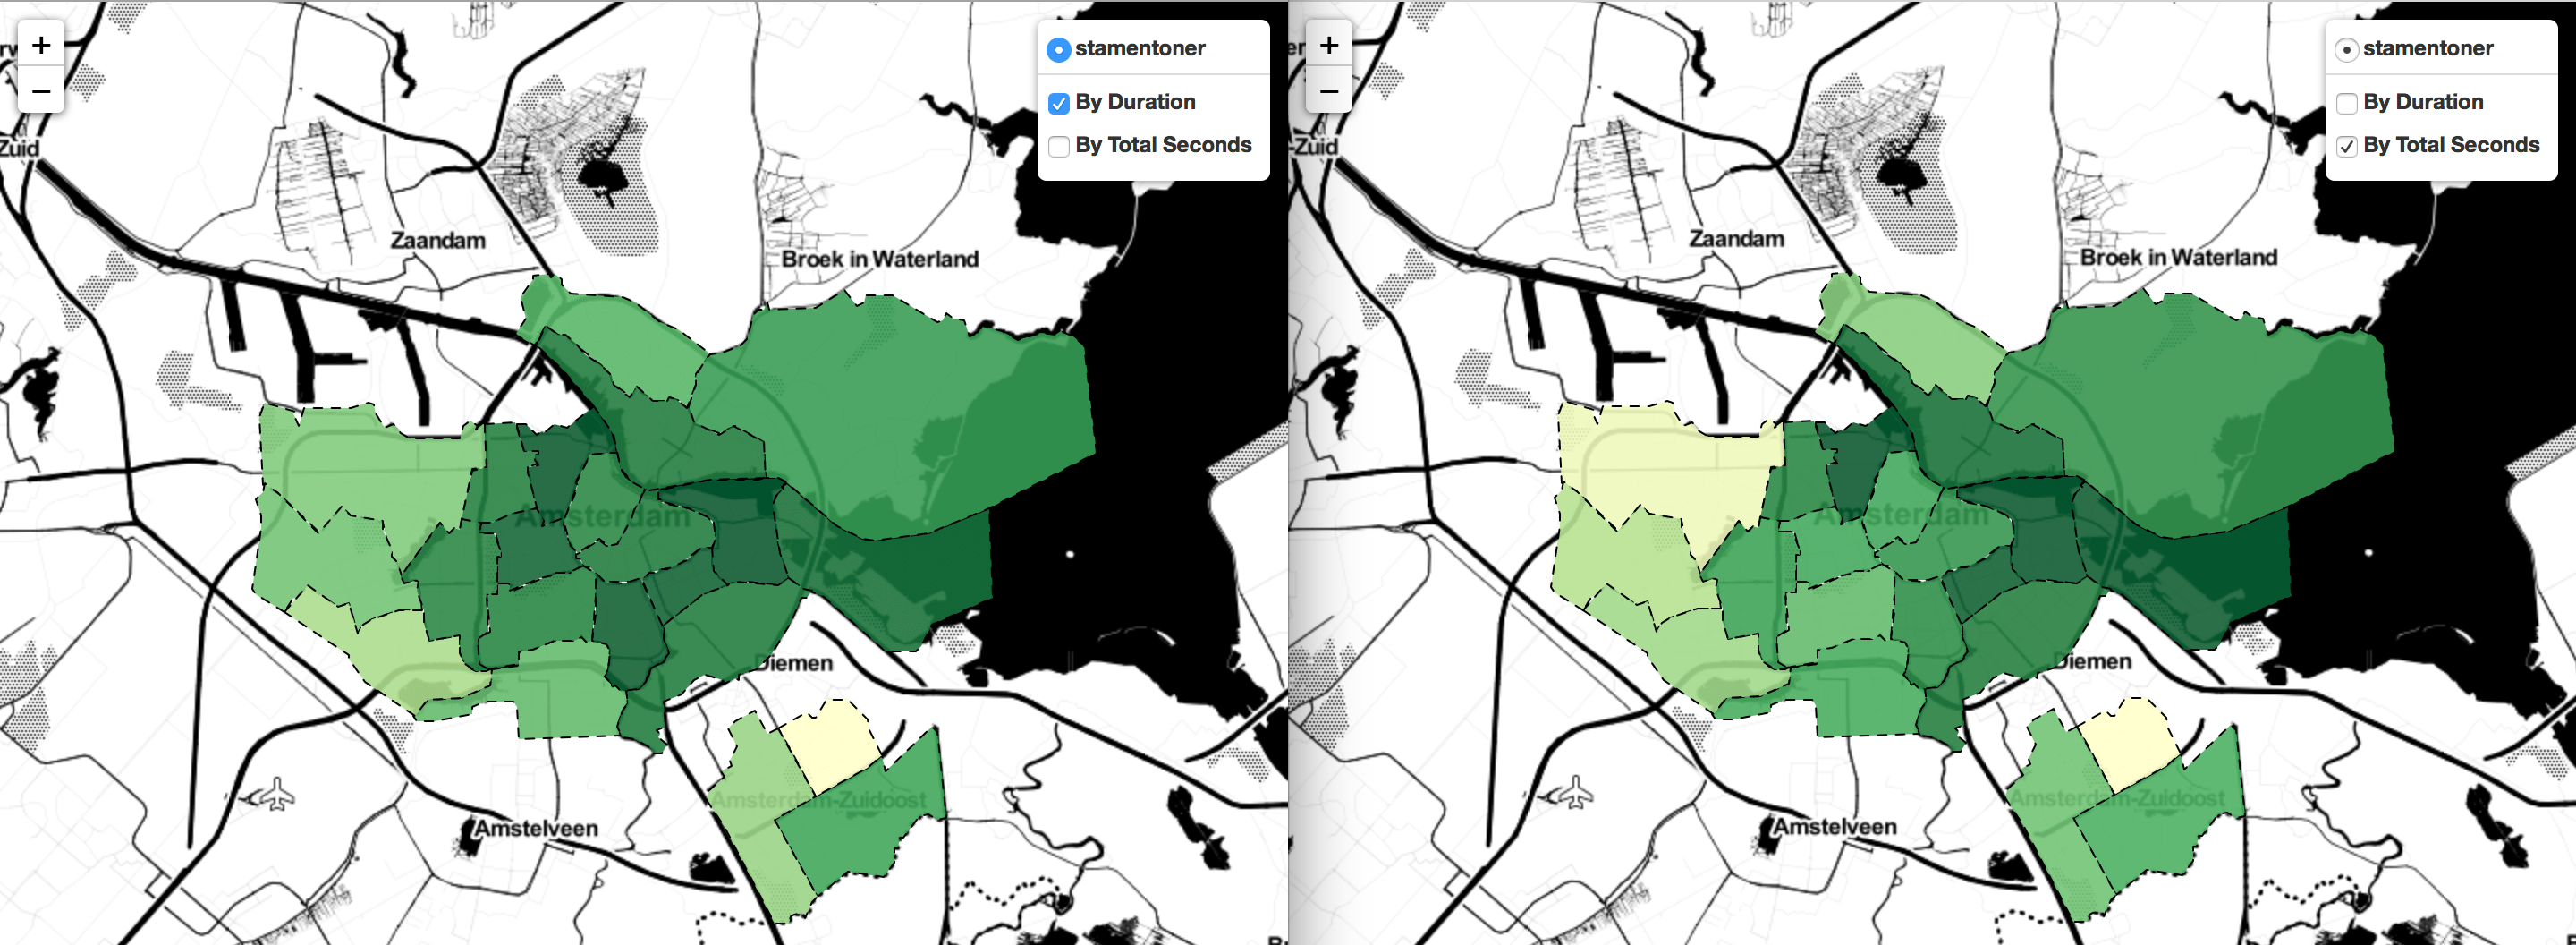 +
−
Zuid
Zaandam
Broek in Waterland
Amsterdam
Diemen
Amsterdam-Zuidoost
Amstelveen
stamentoner
By Duration
By Total Seconds
+
−
-Zuid
Zaandam
Broek in Waterland
Amsterdam
Diemen
Amsterdam-Zuidoost
Amstelveen
stamentoner
By Duration
By Total Seconds